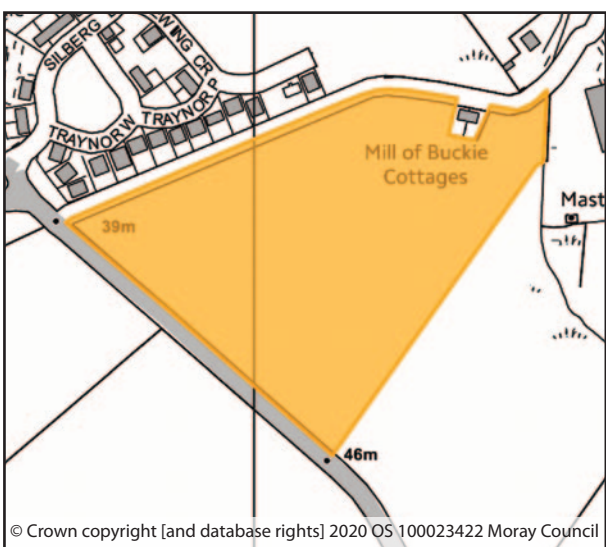 SILBERG
EWING CR
TRAYNOR W
TRAYNOR P
Mill of Buckie
Cottages
39m
Mast
46m
© Crown copyright [and database rights] 2020 OS 100023422 Moray Council